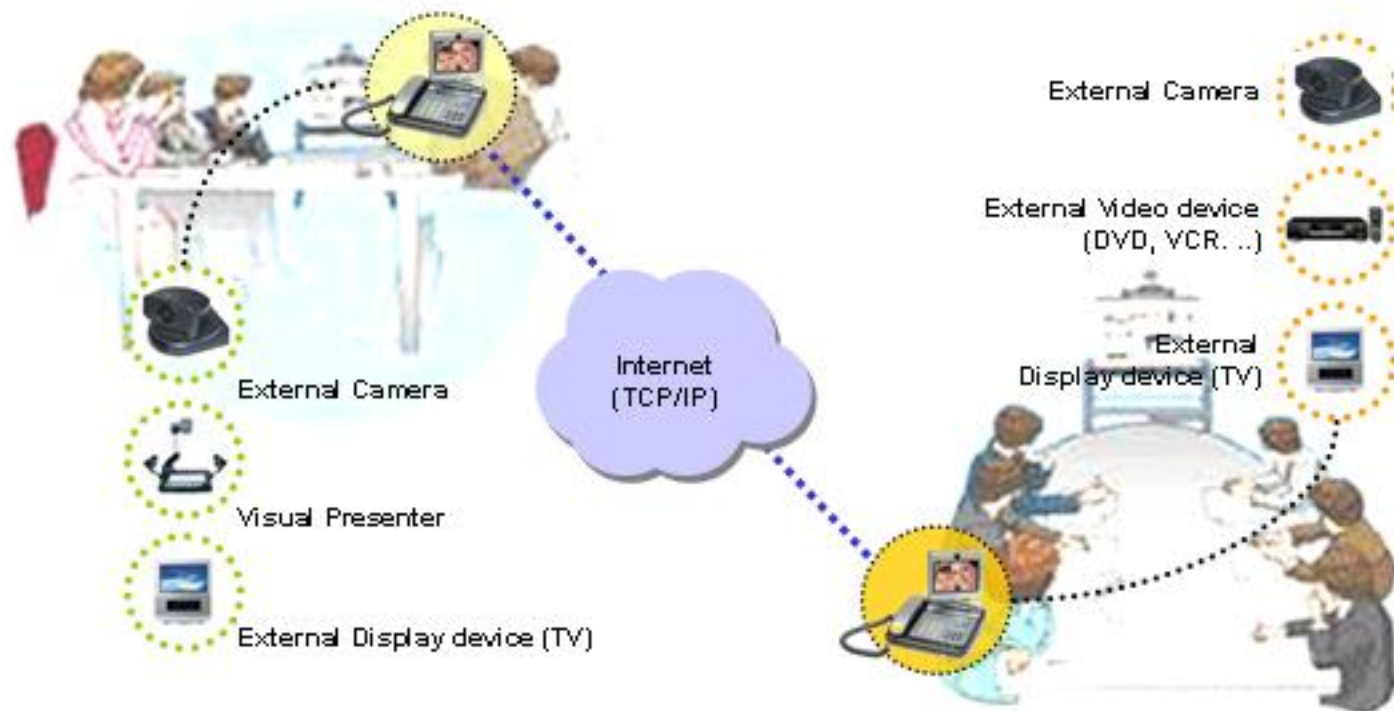 External Camera
External Video device
(DVD, VCR. ..)
External
Display device (TV)
Internet
(TCP/IP)
External Camera
Visual Presenter
External Display device (TV)